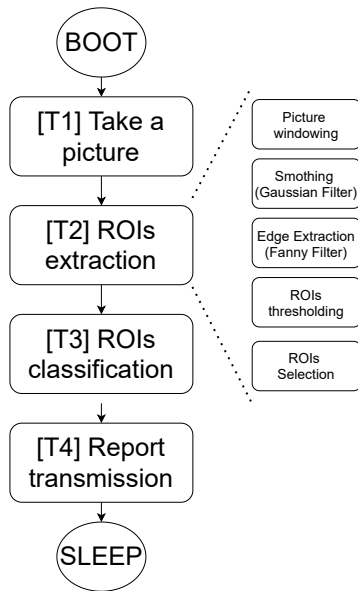 BOOT
[T1] Take a
picture
[T2] ROIs
extraction
[T3] ROIs
classification
[T4] Report
transmission
SLEEP
Picture
windowing
Smothing
(Gaussian Filter)
Edge Extraction
(Fanny Filter)
ROIs
thresholding
ROIs
Selection